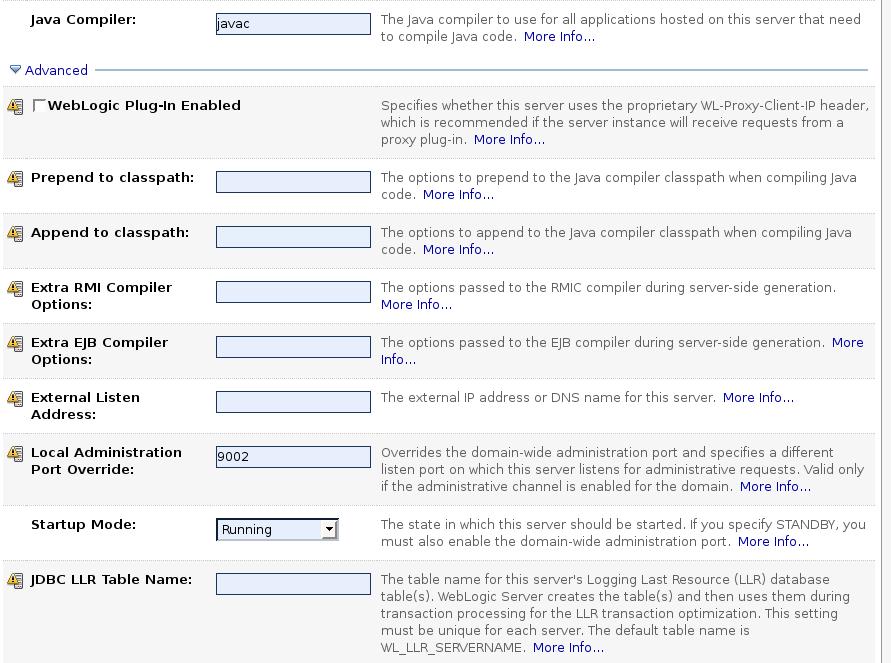 Java Compiler: javac The Java compiler to use for all applications hosted on this server that need
to compile Java code. More Info...
Advanced
WebLogic Plug-In Enabled Specifies whether this server uses the proprietary WL-Proxy-Client-IP header,
which is recommended if the server instance will receive requests from a
proxy plug-in. More Info...
Prepend to classpath: The options to prepend to the Java compiler classpath when compiling Java
code. More Info...
Append to classpath: The options to append to the Java compiler classpath when compiling Java
code. More Info...
Extra RMI Compiler
Options:
The options passed to the RMIC compiler during server-side generation.
More Info...
Extra EJB Compiler
Options:
The options passed to the EJB compiler during server-side generation. More
Info...
External Listen
Address:
The external IP address or DNS name for this server. More Info...
Local Administration
Port Override:
9002
Overrides the domain-wide administration port and specifies a different
listen port on which this server listens for administrative requests. Valid only
if the administrative channel is enabled for the domain. More Info...
Startup Mode: Running The state in which this server should be started. If you specify STANDBY, you
must also enable the domain-wide administration port. More Info...
JDBC LLR Table Name: The table name for this server's Logging Last Resource (LLR) database
table(s). WebLogic Server creates the table(s) and then uses them during
transaction processing for the LLR transaction optimization. This setting
must be unique for each server. The default table name is
WL_LLR_SERVERNAME. More Info...